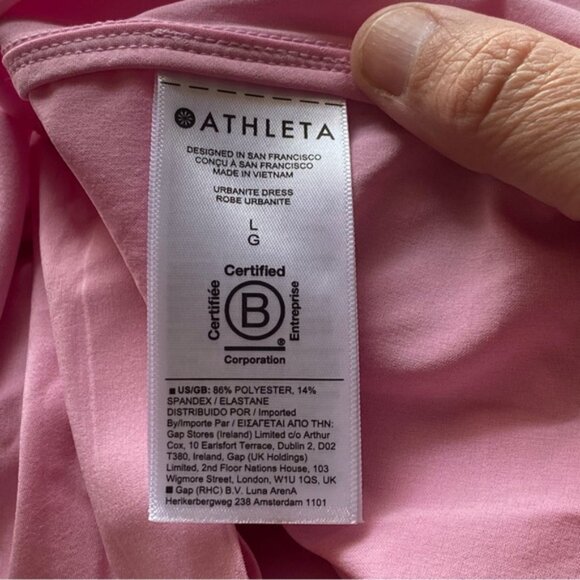 ATHLETA
DESIGNED IN SAN FRANCISCO
CONÇU À SAN FRANCISCO
MADE IN VIETNAM
URBANITE DRESS
ROBE URBANITE
L
G
Certified
Certifiée
B
Entreprise
®
Corporation
■ US/GB: 86% POLYESTER, 14%
SPANDEX / ELASTANE
DISTRIBUIDO POR / Imported
By/Importe Par / ΕΙΣΑΓΕΤΑΙ ΑΠΟ ΤΗΝ:
Gap Stores (Ireland) Limited c/o Arthur
Cox, 10 Earlsfort Terrace, Dublin 2, D02
T380, Ireland, Gap (UK Holdings)
Limited, 2nd Floor Nations House, 103
Wigmore Street, London, W1U 1QS, UK
■ Gap (RHC) B.V. Luna ArenA
Herikerbergweg 238 Amsterdam 1101